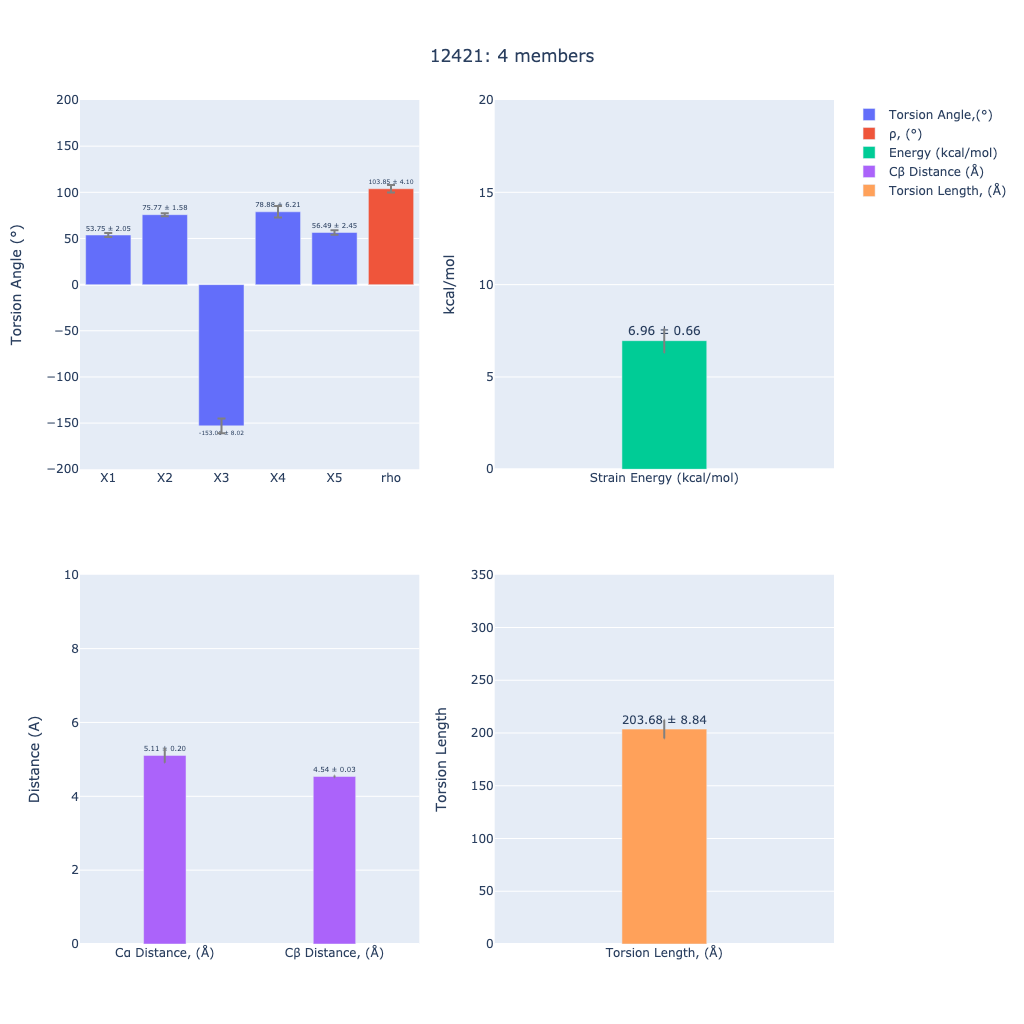 12421: 4 members
Torsion Angle (°)
200
150
100
50
0
−50
−100
−150
−200
53.75 ± 2.05
75.77 ± 1.58
78.88 ± 6.21
56.49 ± 2.45
103.85 ± 4.10
X1
X2
X3
X4
X5
rho
kcal/mol
20
15
10
5
0
6.96 ± 0.66
Strain Energy (kcal/mol)
Torsion Angle,(°)
ρ, (°)
Energy (kcal/mol)
Cβ Distance (Å)
Torsion Length, (Å)
Distance (A)
10
8
6
4
2
0
5.11 ± 0.20
4.54 ± 0.03
Cα Distance, (Å)
Cβ Distance, (Å)
Torsion Length
350
300
250
200
150
100
50
0
203.68 ± 8.84
Torsion Length, (Å)